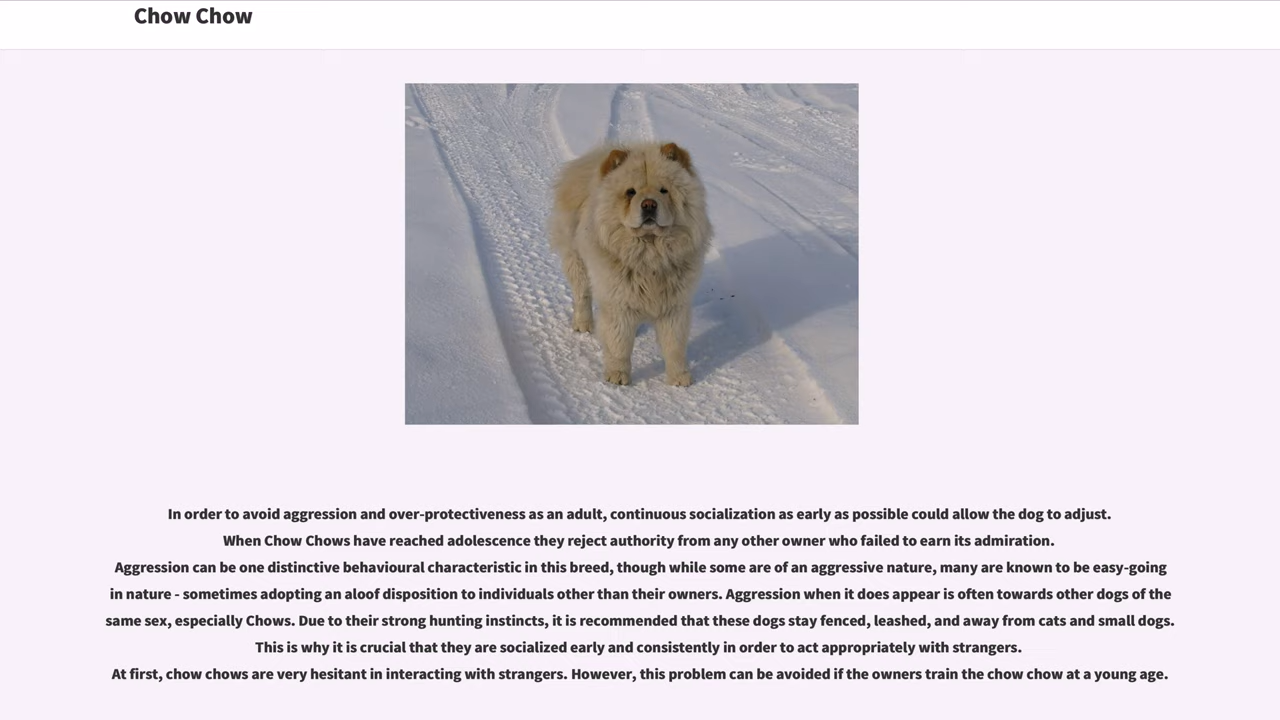 Chow Chow
In order to avoid aggression and over-protectiveness as an adult, continuous socialization as early as possible could allow the dog to adjust.
When Chow Chows have reached adolescence they reject authority from any other owner who failed to earn its admiration.
Aggression can be one distinctive behavioural characteristic in this breed, though while some are of an aggressive nature, many are known to be easy-going
in nature - sometimes adopting an aloof disposition to individuals other than their owners. Aggression when it does appear is often towards other dogs of the
same sex, especially Chows. Due to their strong hunting instincts, it is recommended that these dogs stay fenced, leashed, and away from cats and small dogs.
This is why it is crucial that they are socialized early and consistently in order to act appropriately with strangers.
At first, chow chows are very hesitant in interacting with strangers. However, this problem can be avoided if the owners train the chow chow at a young age.